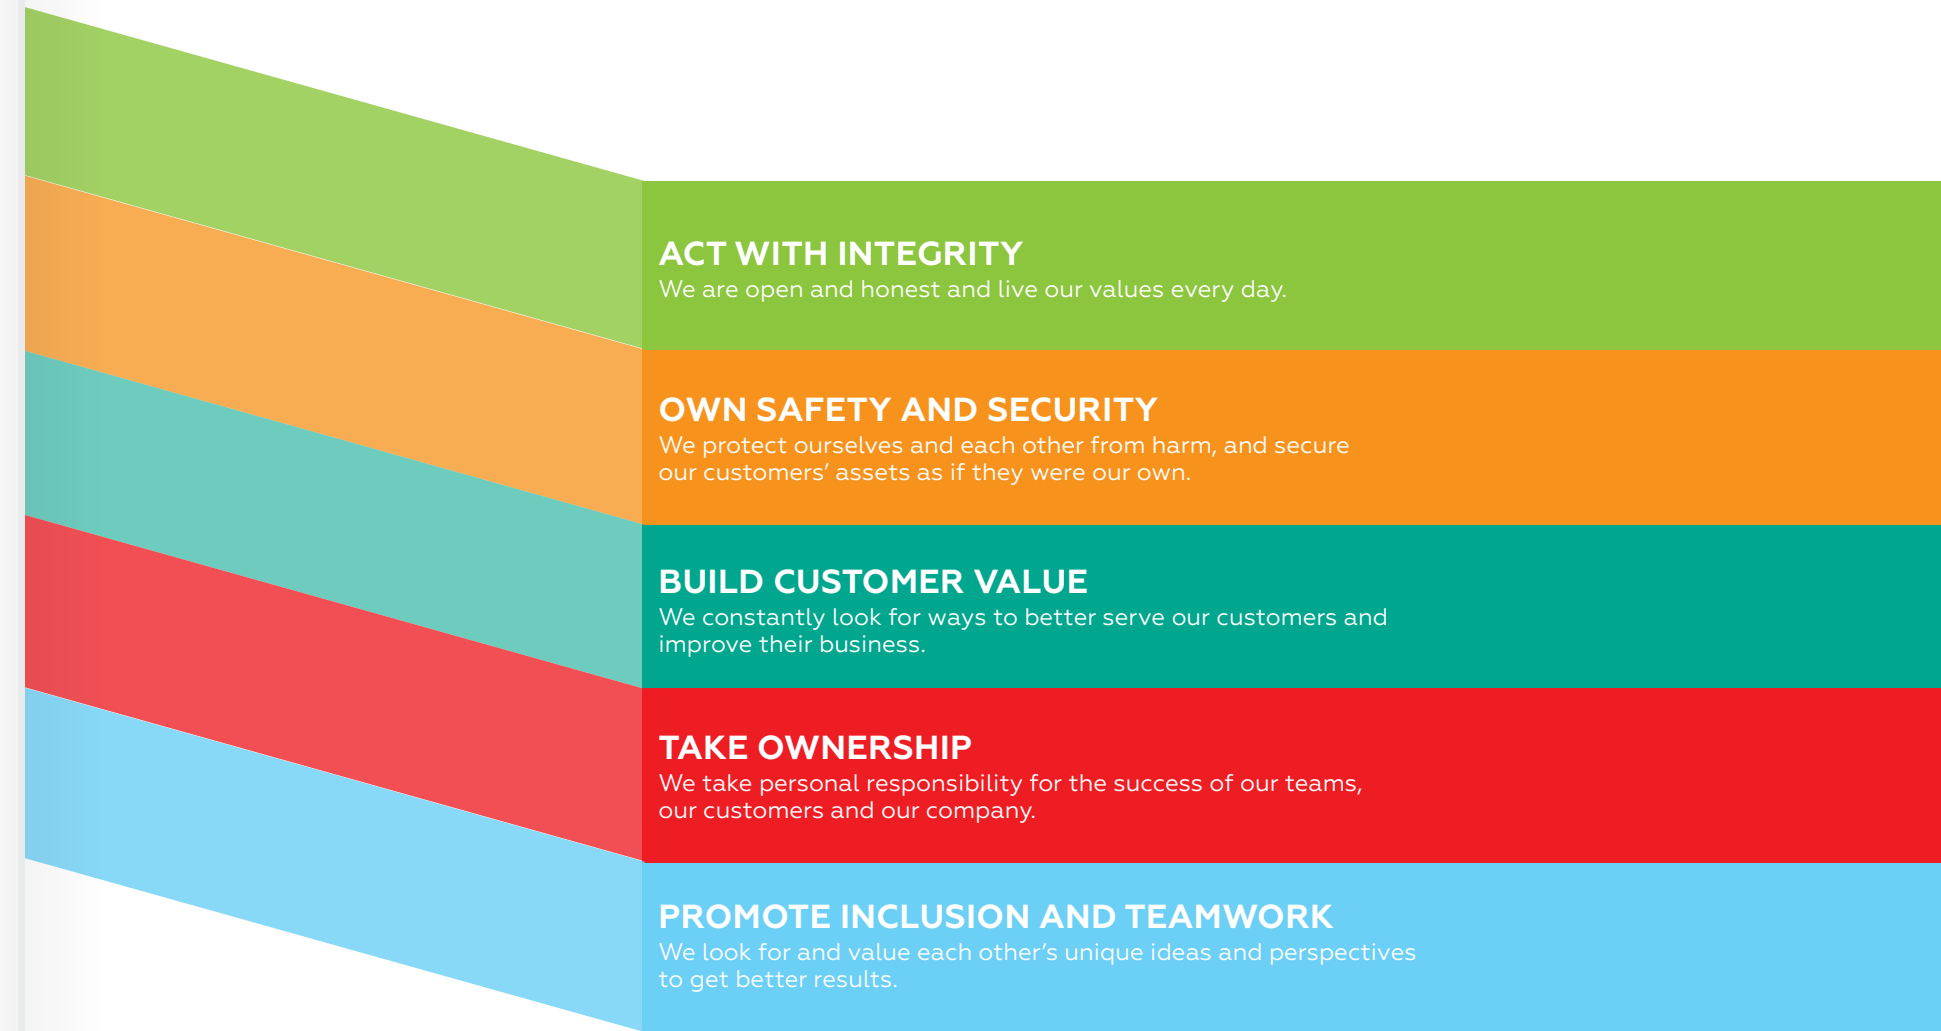 ACT WITH INTEGRITY
We are open and honest and live our values every day.
OWN SAFETY AND SECURITY
We protect ourselves and each other from harm, and secure
our customers’ assets as if they were our own.
BUILD CUSTOMER VALUE
We constantly look for ways to better serve our customers and
improve their business.
TAKE OWNERSHIP
We take personal responsibility for the success of our teams,
our customers and our company.
PROMOTE INCLUSION AND TEAMWORK
We look for and value each other’s unique ideas and perspectives
to get better results.